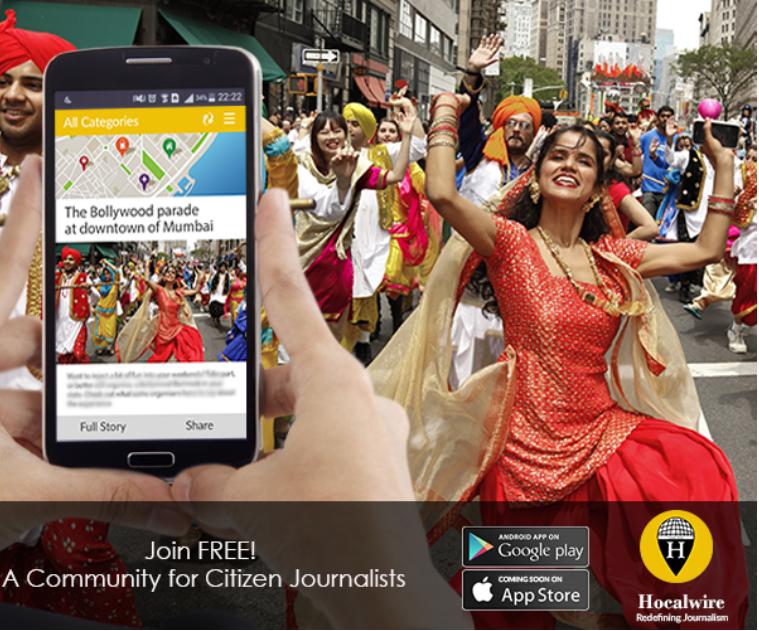 34% 22:22
All Categories
The Bollywood parade
at downtown of Mumbai
Full Story
Share
Join FREE!
A Community for Citizen Journalists
ANDROID APP ON
Google play
COMING SOON ON
App Store
H
Hocalwire
Redefining Journalism